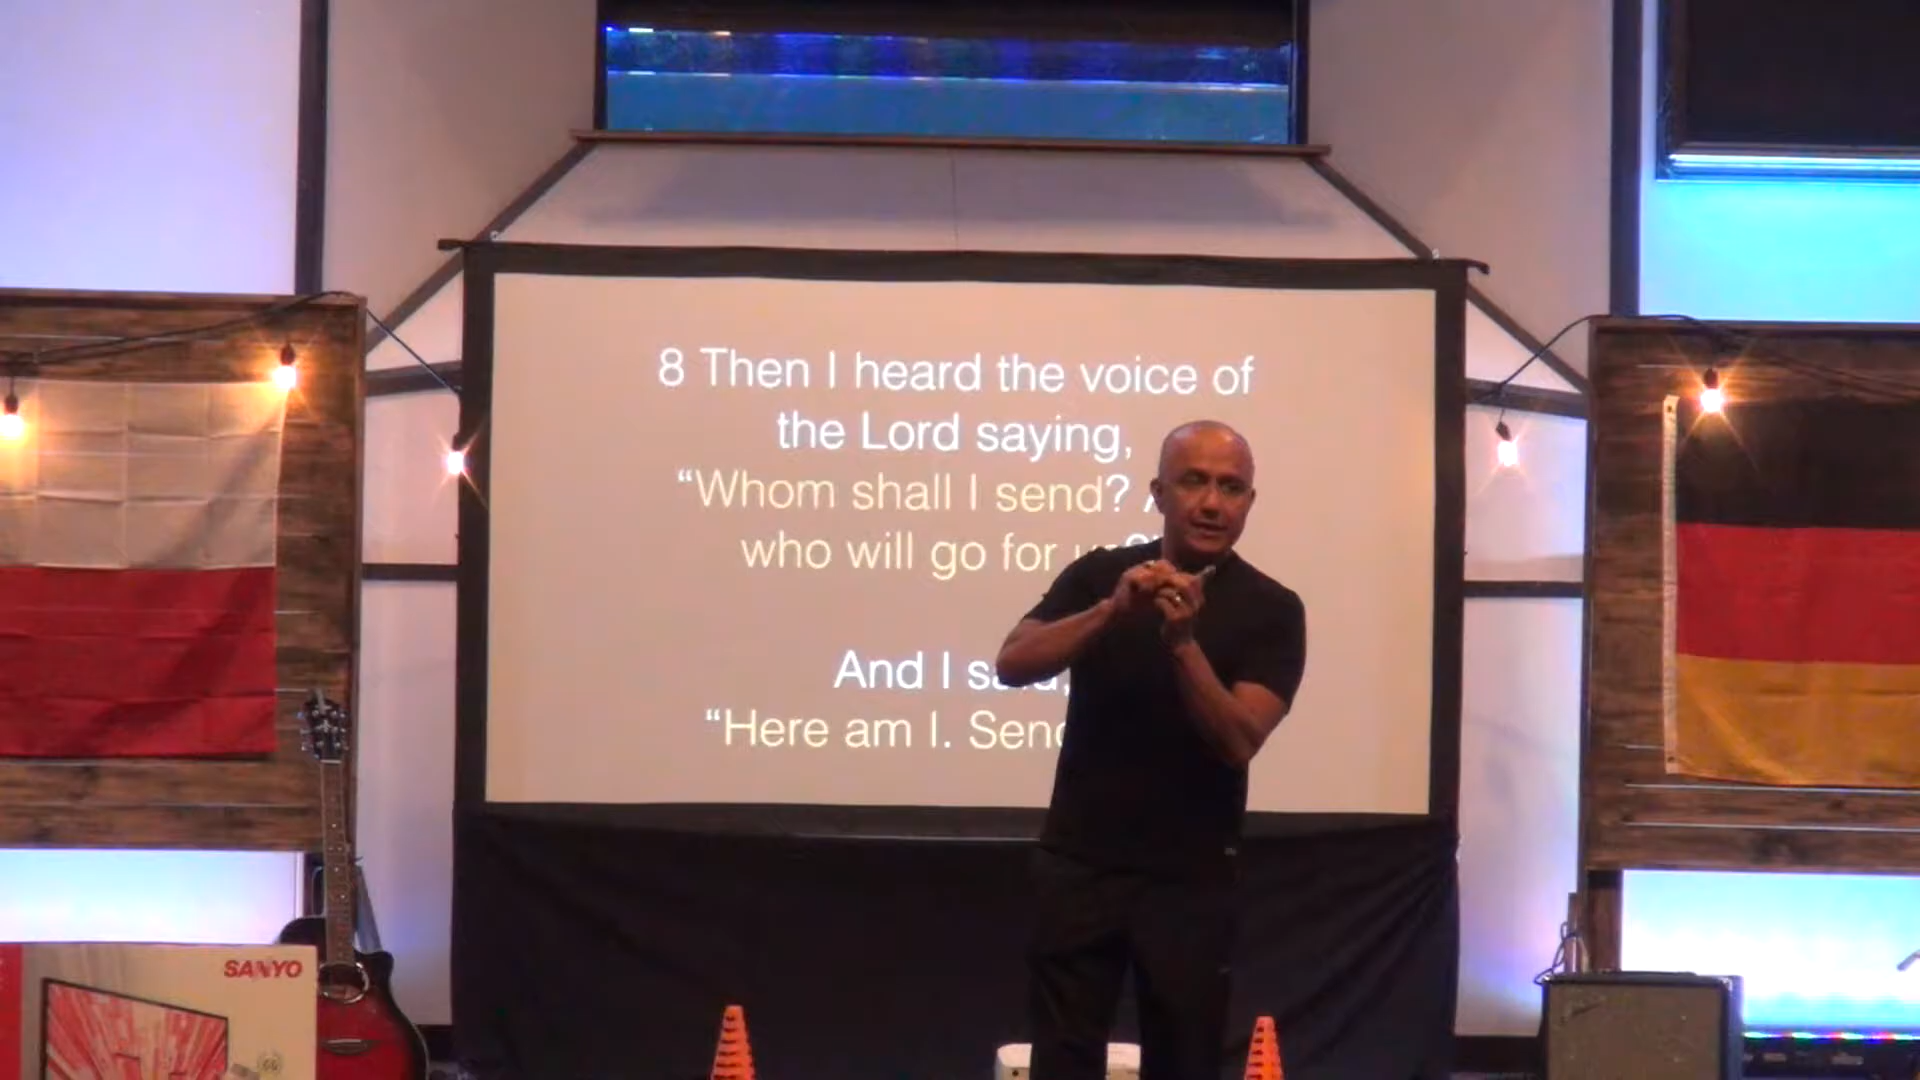 8 Then I heard the voice of
the Lord saying,
“Whom shall I send?
who will go for
And I
“Here am I.
SANYO